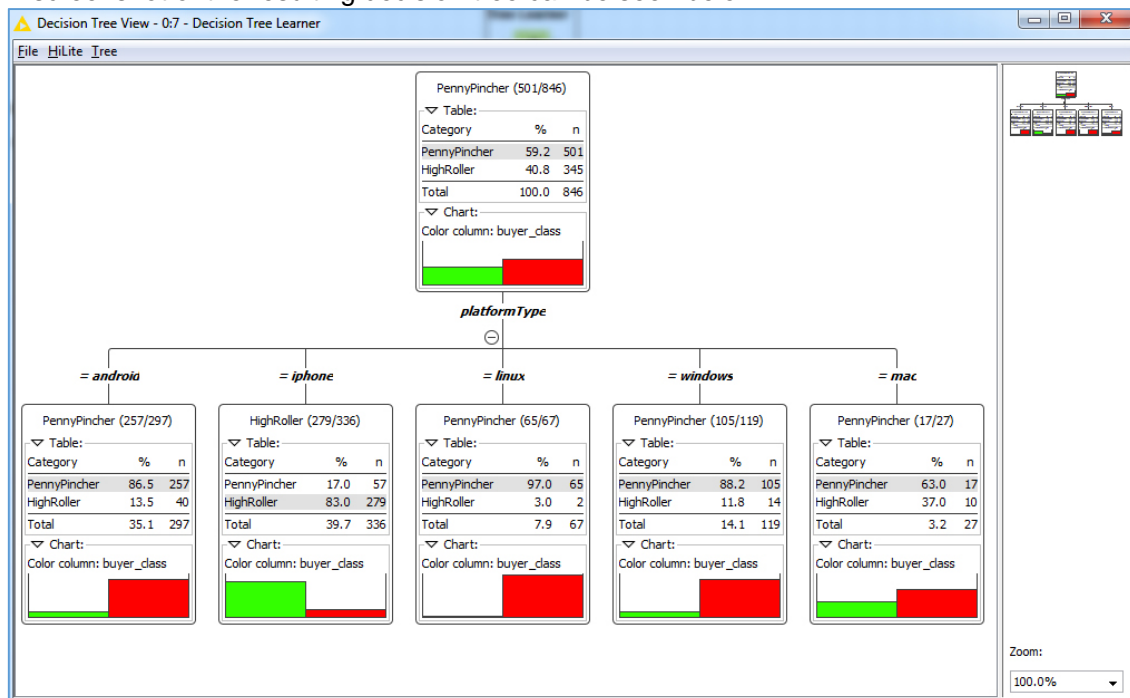 Decision Tree View - 0:7 - Decision Tree Learner
File HiLite Tree
PennyPincher (501/846)
Table:
Category % n
PennyPincher 59.2 501
HighRoller 40.8 345
Total 100.0 846
Chart:
Color column: buyer_class
platformType
= android
= iphone
= linux
= windows
= mac
PennyPincher (257/297)
Table:
Category % n
PennyPincher 86.5 257
HighRoller 13.5 40
Total 35.1 297
Chart:
Color column: buyer_class
HighRoller (279/336)
Table:
Category % n
PennyPincher 17.0 57
HighRoller 83.0 279
Total 39.7 336
Chart:
Color column: buyer_class
PennyPincher (65/67)
Table:
Category % n
PennyPincher 97.0 65
HighRoller 3.0 2
Total 7.9 67
Chart:
Color column: buyer_class
PennyPincher (105/119)
Table:
Category % n
PennyPincher 88.2 105
HighRoller 11.8 14
Total 14.1 119
Chart:
Color column: buyer_class
PennyPincher (17/27)
Table:
Category % n
PennyPincher 63.0 17
HighRoller 37.0 10
Total 3.2 27
Chart:
Color column: buyer_class
Zoom:
100.0%